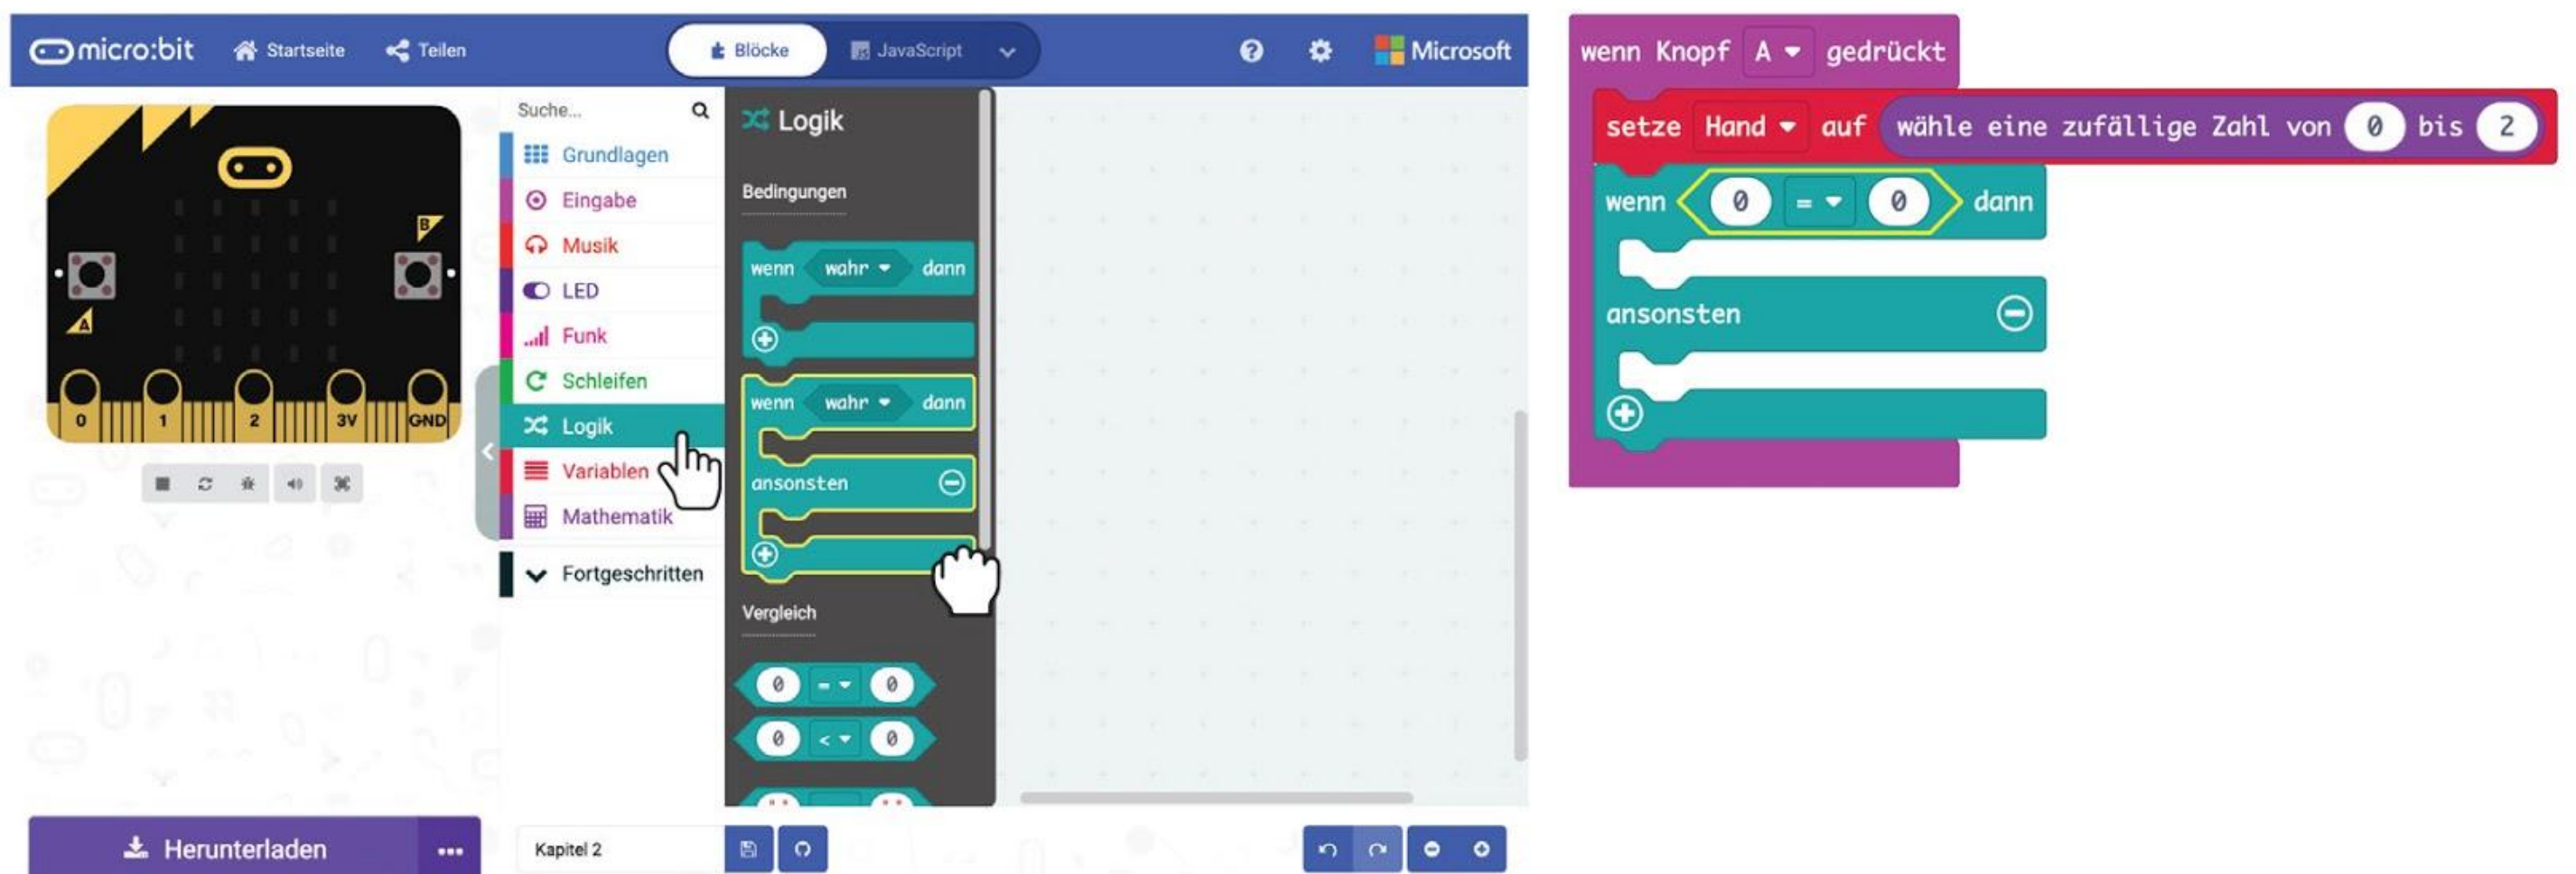 micro:bit Startseite Teilen Blöcke JavaScript Microsoft
Suche...
Grundlagen
Eingabe
Musik
LED
Funk
Schleifen
Logik
Variablen
Mathematik
Fortgeschritten
B
A
0 1 2 3V GND
Herunterladen
Kapitel 2
Logik
Bedingungen
wenn wahr dann
wenn wahr dann
ansonsten
Vergleich
0 = 0
0 < 0
wenn Knopf A gedrückt
setze Hand auf wähle eine zufällige Zahl von 0 bis 2
wenn 0 = 0 dann
ansonsten